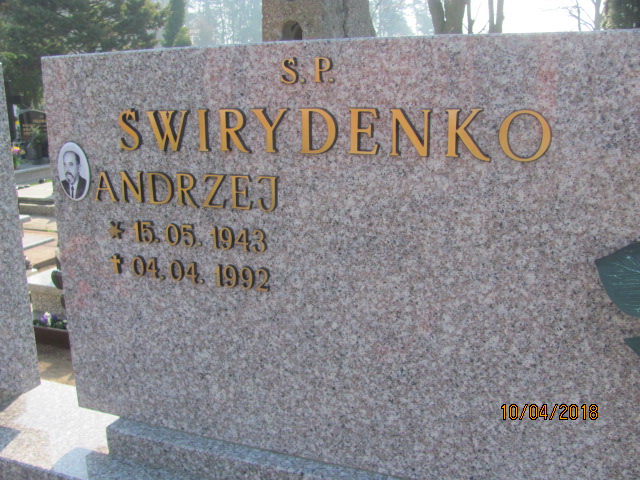 Ś.P.
SWIRYDENKO
ANDRZEJ
* 15.05.1943
† 04.04.1992
10/04/2018